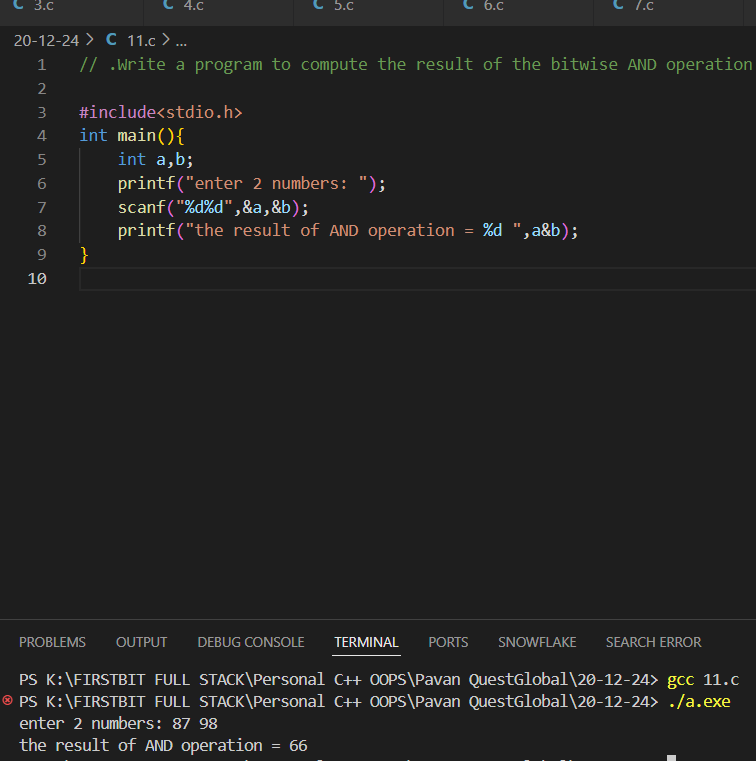 C 3.c C 4.c C 5.c C 6.c C 7.c
20-12-24 > C 11.c > ...
1 // .Write a program to compute the result of the bitwise AND operation
2
3 #include<stdio.h>
4 int main(){
5 int a,b;
6 printf("enter 2 numbers: ");
7 scanf("%d%d",&a,&b);
8 printf("the result of AND operation = %d ",a&b);
9 }
10
PROBLEMS OUTPUT DEBUG CONSOLE TERMINAL PORTS SNOWFLAKE SEARCH ERROR
PS K:\FIRSTBIT FULL STACK\Personal C++ OOPS\Pavan QuestGlobal\20-12-24> gcc 11.c
PS K:\FIRSTBIT FULL STACK\Personal C++ OOPS\Pavan QuestGlobal\20-12-24> ./a.exe
enter 2 numbers: 87 98
the result of AND operation = 66